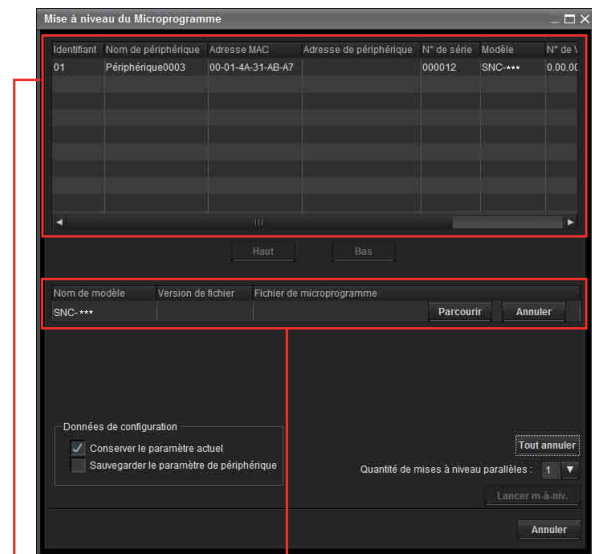 Mise à niveau du Microprogramme
Identifiant Nom de périphérique Adresse MAC Adresse de périphérique N° de série Modèle N° de V
01 Périphérique0003 00-01-4A-31-AB-A7 000012 SNC-*** 0.00.00
Haut Bas
Nom de modèle Version de fichier Fichier de microprogramme
SNC-*** Parcourir Annuler
Données de configuration
Conserver le paramètre actuel
Tout annuler
Sauvegarder le paramètre de périphérique
Quantité de mises à niveau parallèles : 1
Lancer m-à-niv.
Annuler